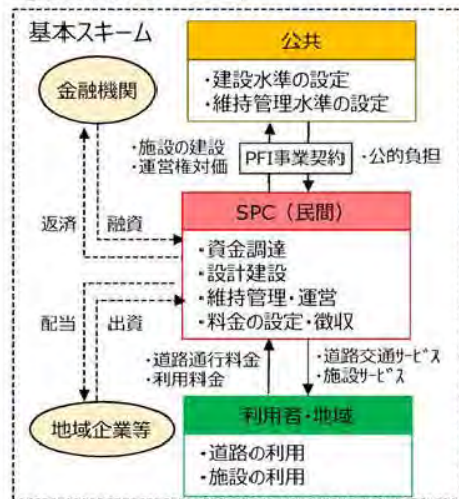 基本スキーム
公共
・建設水準の設定
・維持管理水準の設定
金融機関
・施設の建設
・運営権対価
PFI事業契約
・公的負担
返済
融資
SPC（民間）
・資金調達
・設計建設
・維持管理・運営
・料金の設定・徴収
配当
出資
・道路通行料金
・利用料金
・道路交通ｻｰﾋﾞｽ
・施設ｻｰﾋﾞｽ
地域企業等
利用者・地域
・道路の利用
・施設の利用